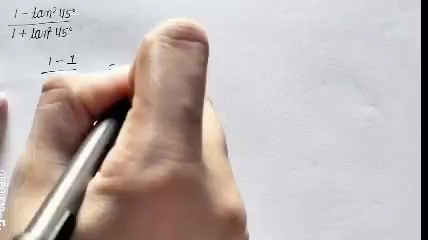 1 - tan² 45°
1 + tan² 45°
1 - 1